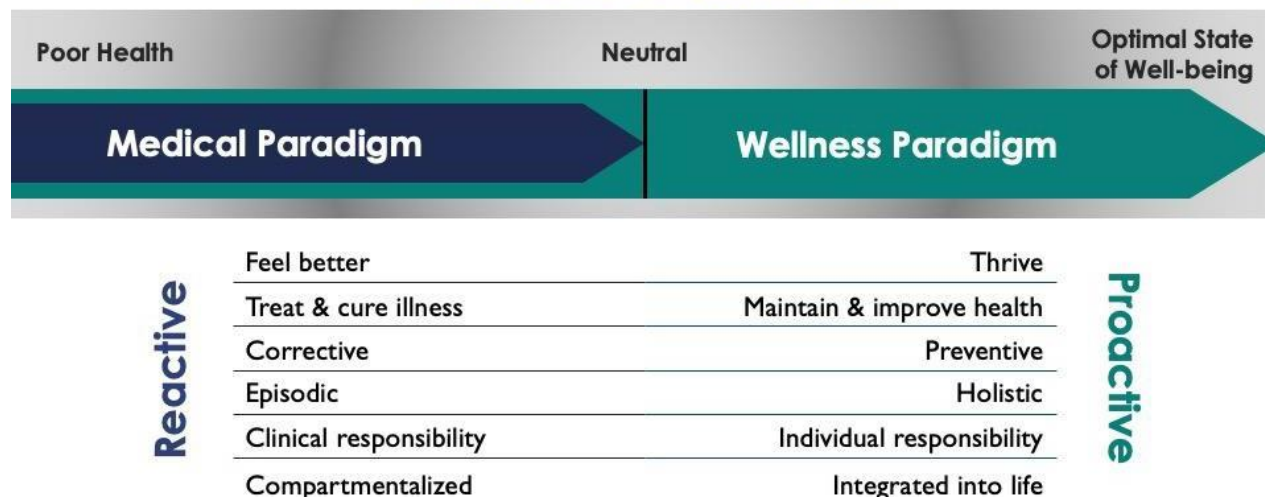 Poor Health
Neutral
Optimal State
of Well-being
Medical Paradigm
Wellness Paradigm
Reactive
Feel better
Thrive
Treat & cure illness
Maintain & improve health
Corrective
Preventive
Episodic
Holistic
Clinical responsibility
Individual responsibility
Compartmentalized
Integrated into life
Proactive